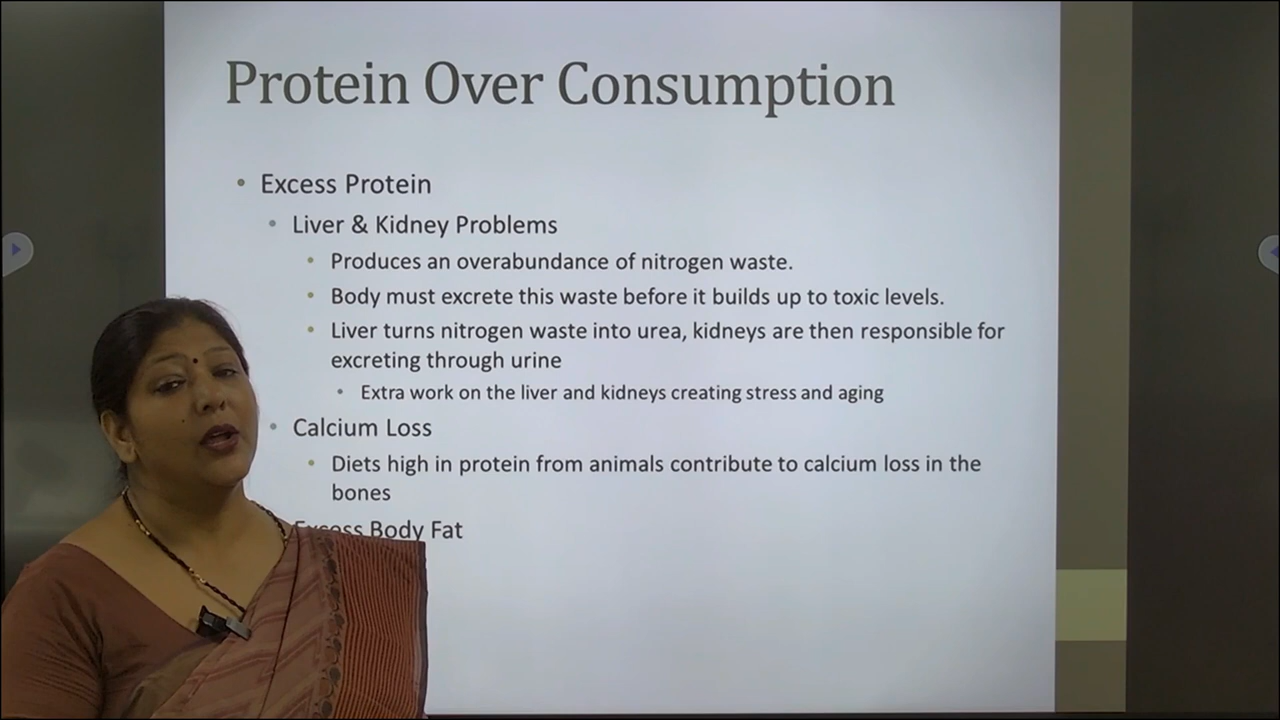 Protein Over Consumption
• Excess Protein
• Liver & Kidney Problems
• Produces an overabundance of nitrogen waste.
• Body must excrete this waste before it builds up to toxic levels.
• Liver turns nitrogen waste into urea, kidneys are then responsible for
excreting through urine
• Extra work on the liver and kidneys creating stress and aging
• Calcium Loss
• Diets high in protein from animals contribute to calcium loss in the
bones
Excess Body Fat